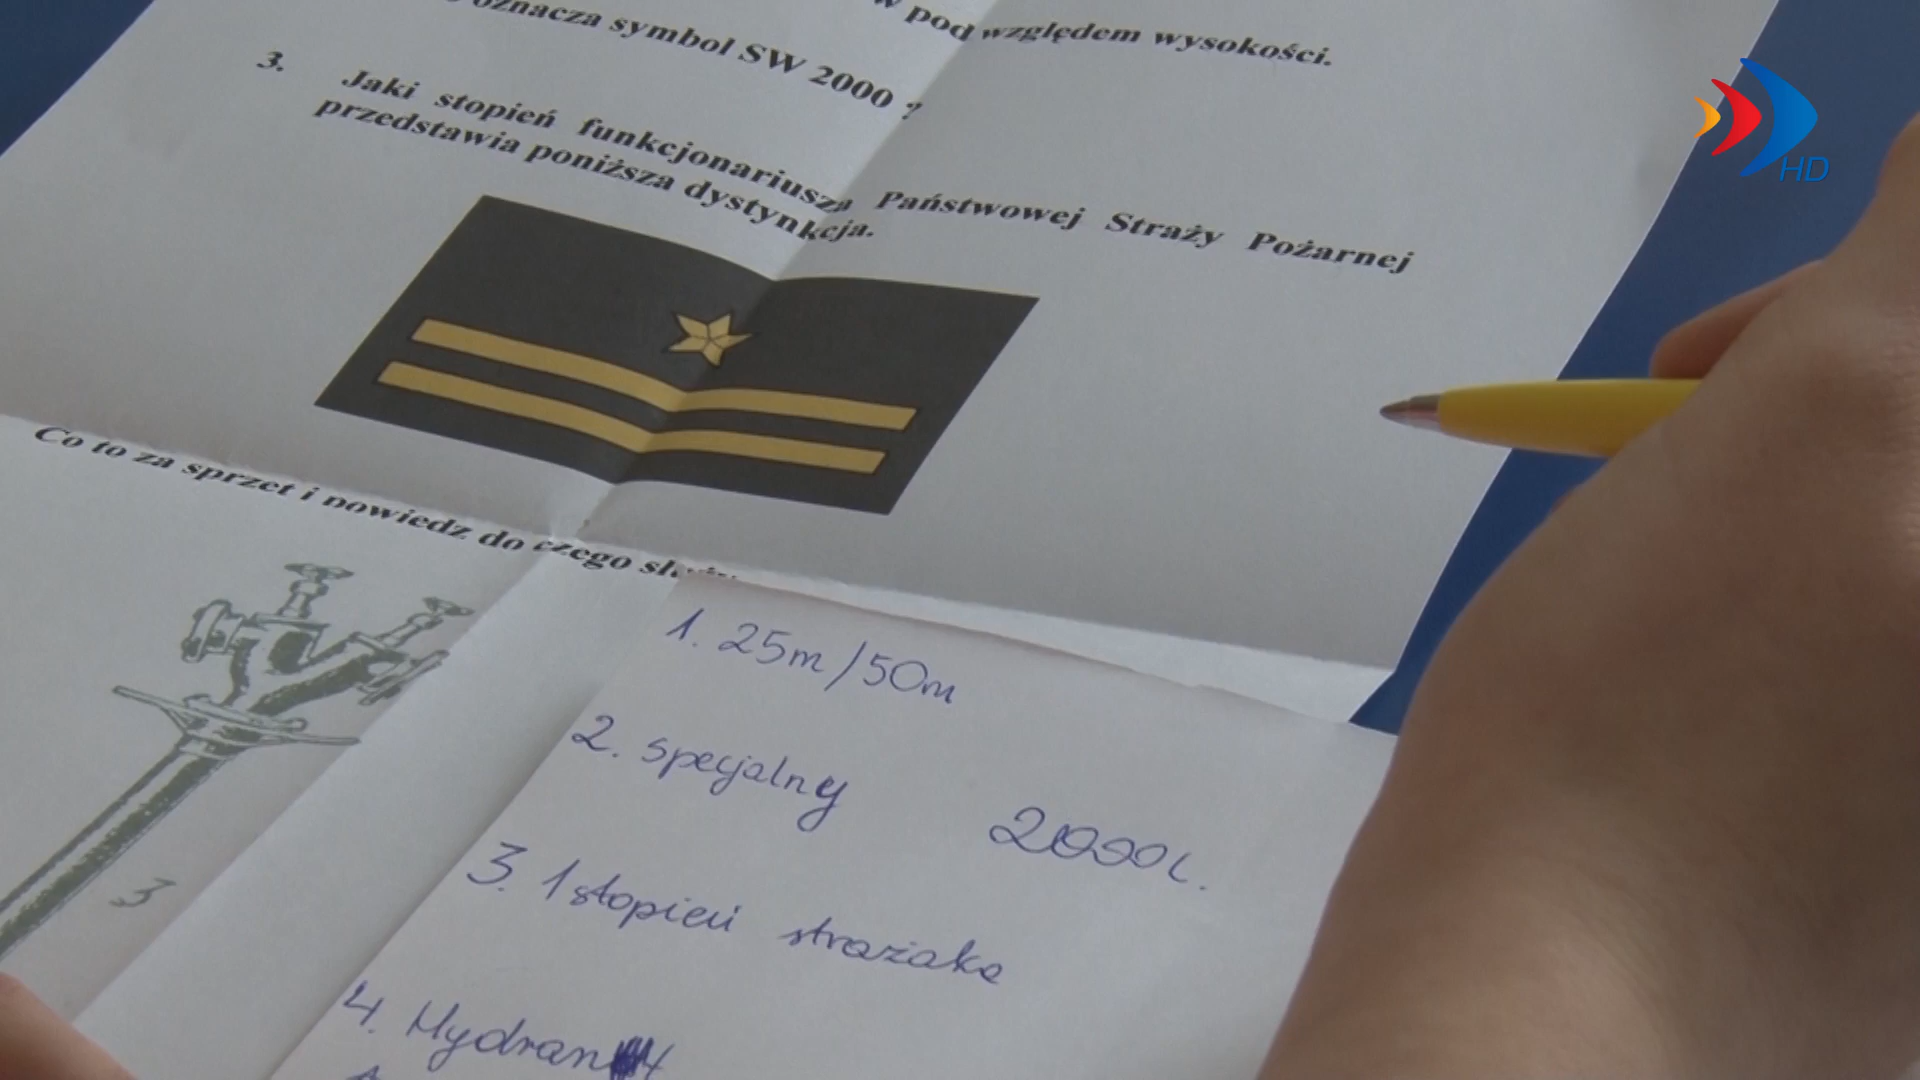 w pod względem wysokości.
oznacza symbol SW 2000 ?
3. Jaki stopień funkcjonariusza Państwowej Straży Pożarnej
przedstawia poniższa dystynkcja.
Co to za sprzęt i powiedz do czego służy
3
1. 25m/50m
2. specjalny 2000l.
3. 1 stopień strażaka
4. Hydrant
HD